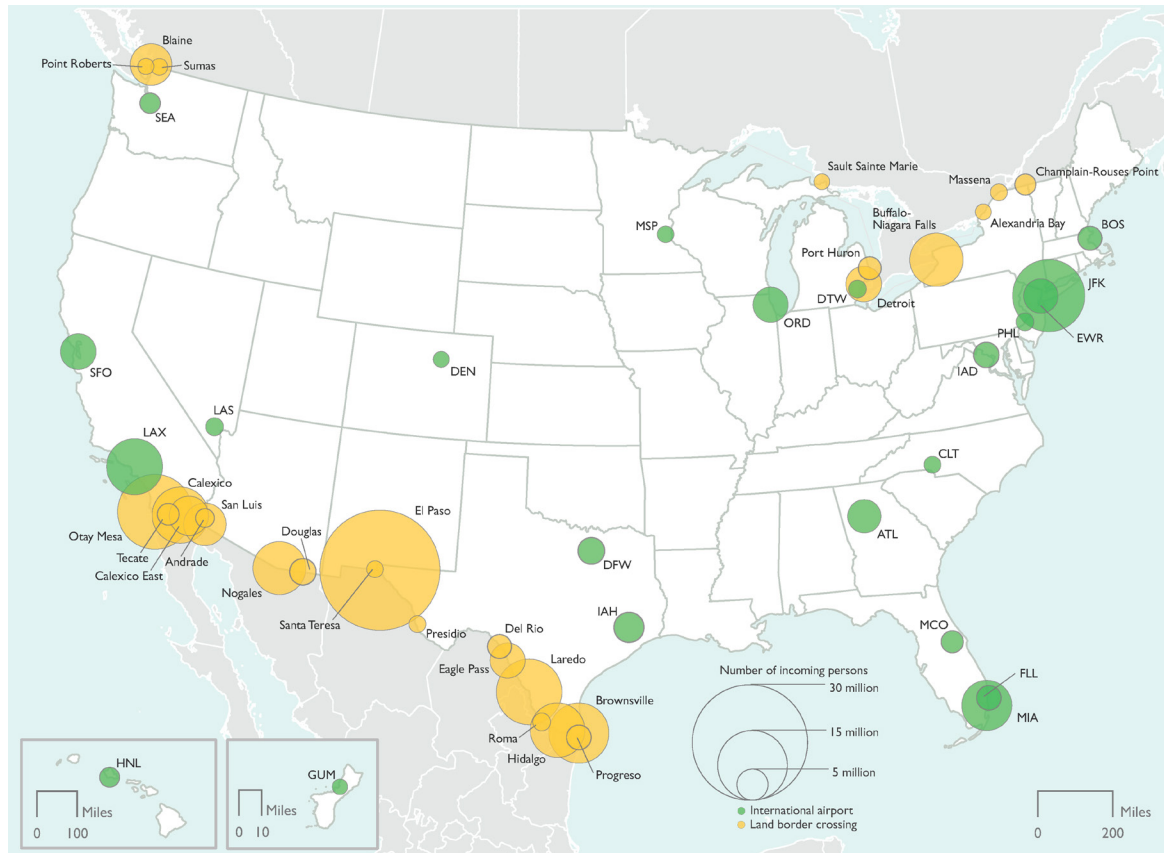 Blaine
Point Roberts
Sumas
SEA
Sault Sainte Marie
Massena
Champlain-Rouses Point
Buffalo-
Niagara Falls
Alexandria Bay
MSP
BOS
Port Huron
DTW
Detroit
ORD
JFK
EWR
PHL
IAD
SFO
DEN
LAS
LAX
CLT
Calexico
San Luis
El Paso
Otay Mesa
Tecate
Calexico East
Andrade
Douglas
Nogales
Santa Teresa
ATL
DFW
IAH
Presidio
Del Rio
Eagle Pass
Laredo
MCO
FLL
MIA
Brownsville
Roma
Hidalgo
Progreso
Number of incoming persons
30 million
15 million
5 million
International airport
Land border crossing
HNL
Miles
0 100
GUM
Miles
0 10
Miles
0 200